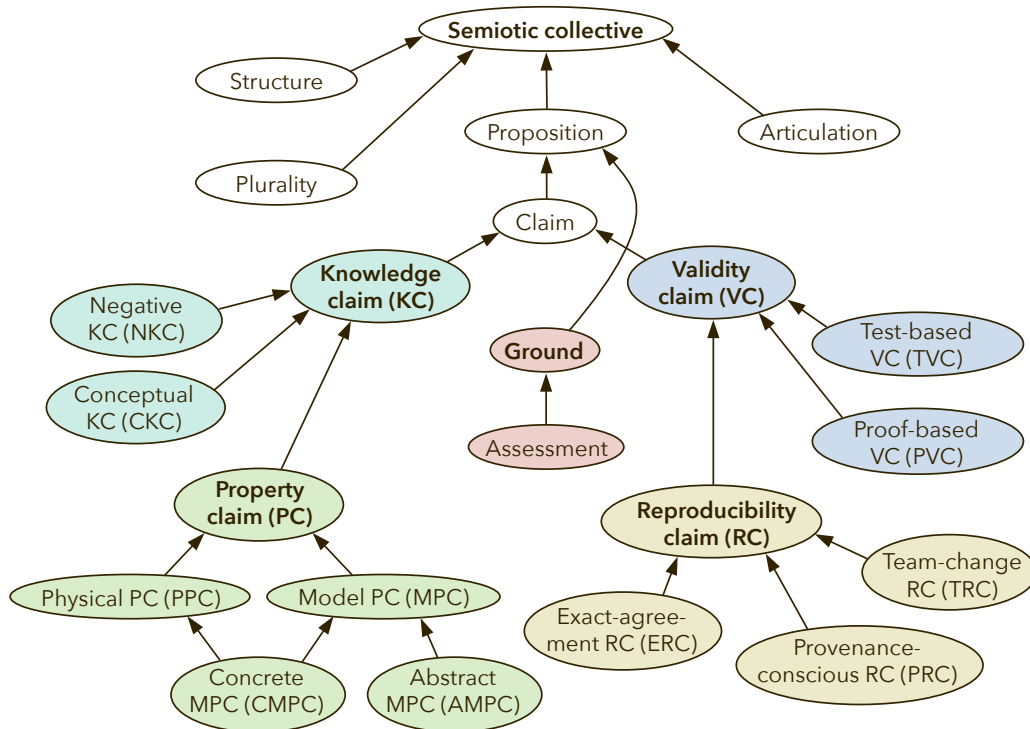 Semiotic collective
Structure
Proposition
Articulation
Plurality
Claim
Knowledge
claim (KC)
Validity
claim (VC)
Negative
KC (NKC)
Test-based
VC (TVC)
Ground
Conceptual
KC (CKC)
Assessment
Proof-based
VC (PVC)
Property
claim (PC)
Reproducibility
claim (RC)
Team-change
RC (TRC)
Physical PC (PPC)
Model PC (MPC)
Exact-agree-
ment RC (ERC)
Provenance-
conscious RC (PRC)
Concrete
MPC (CMPC)
Abstract
MPC (AMPC)